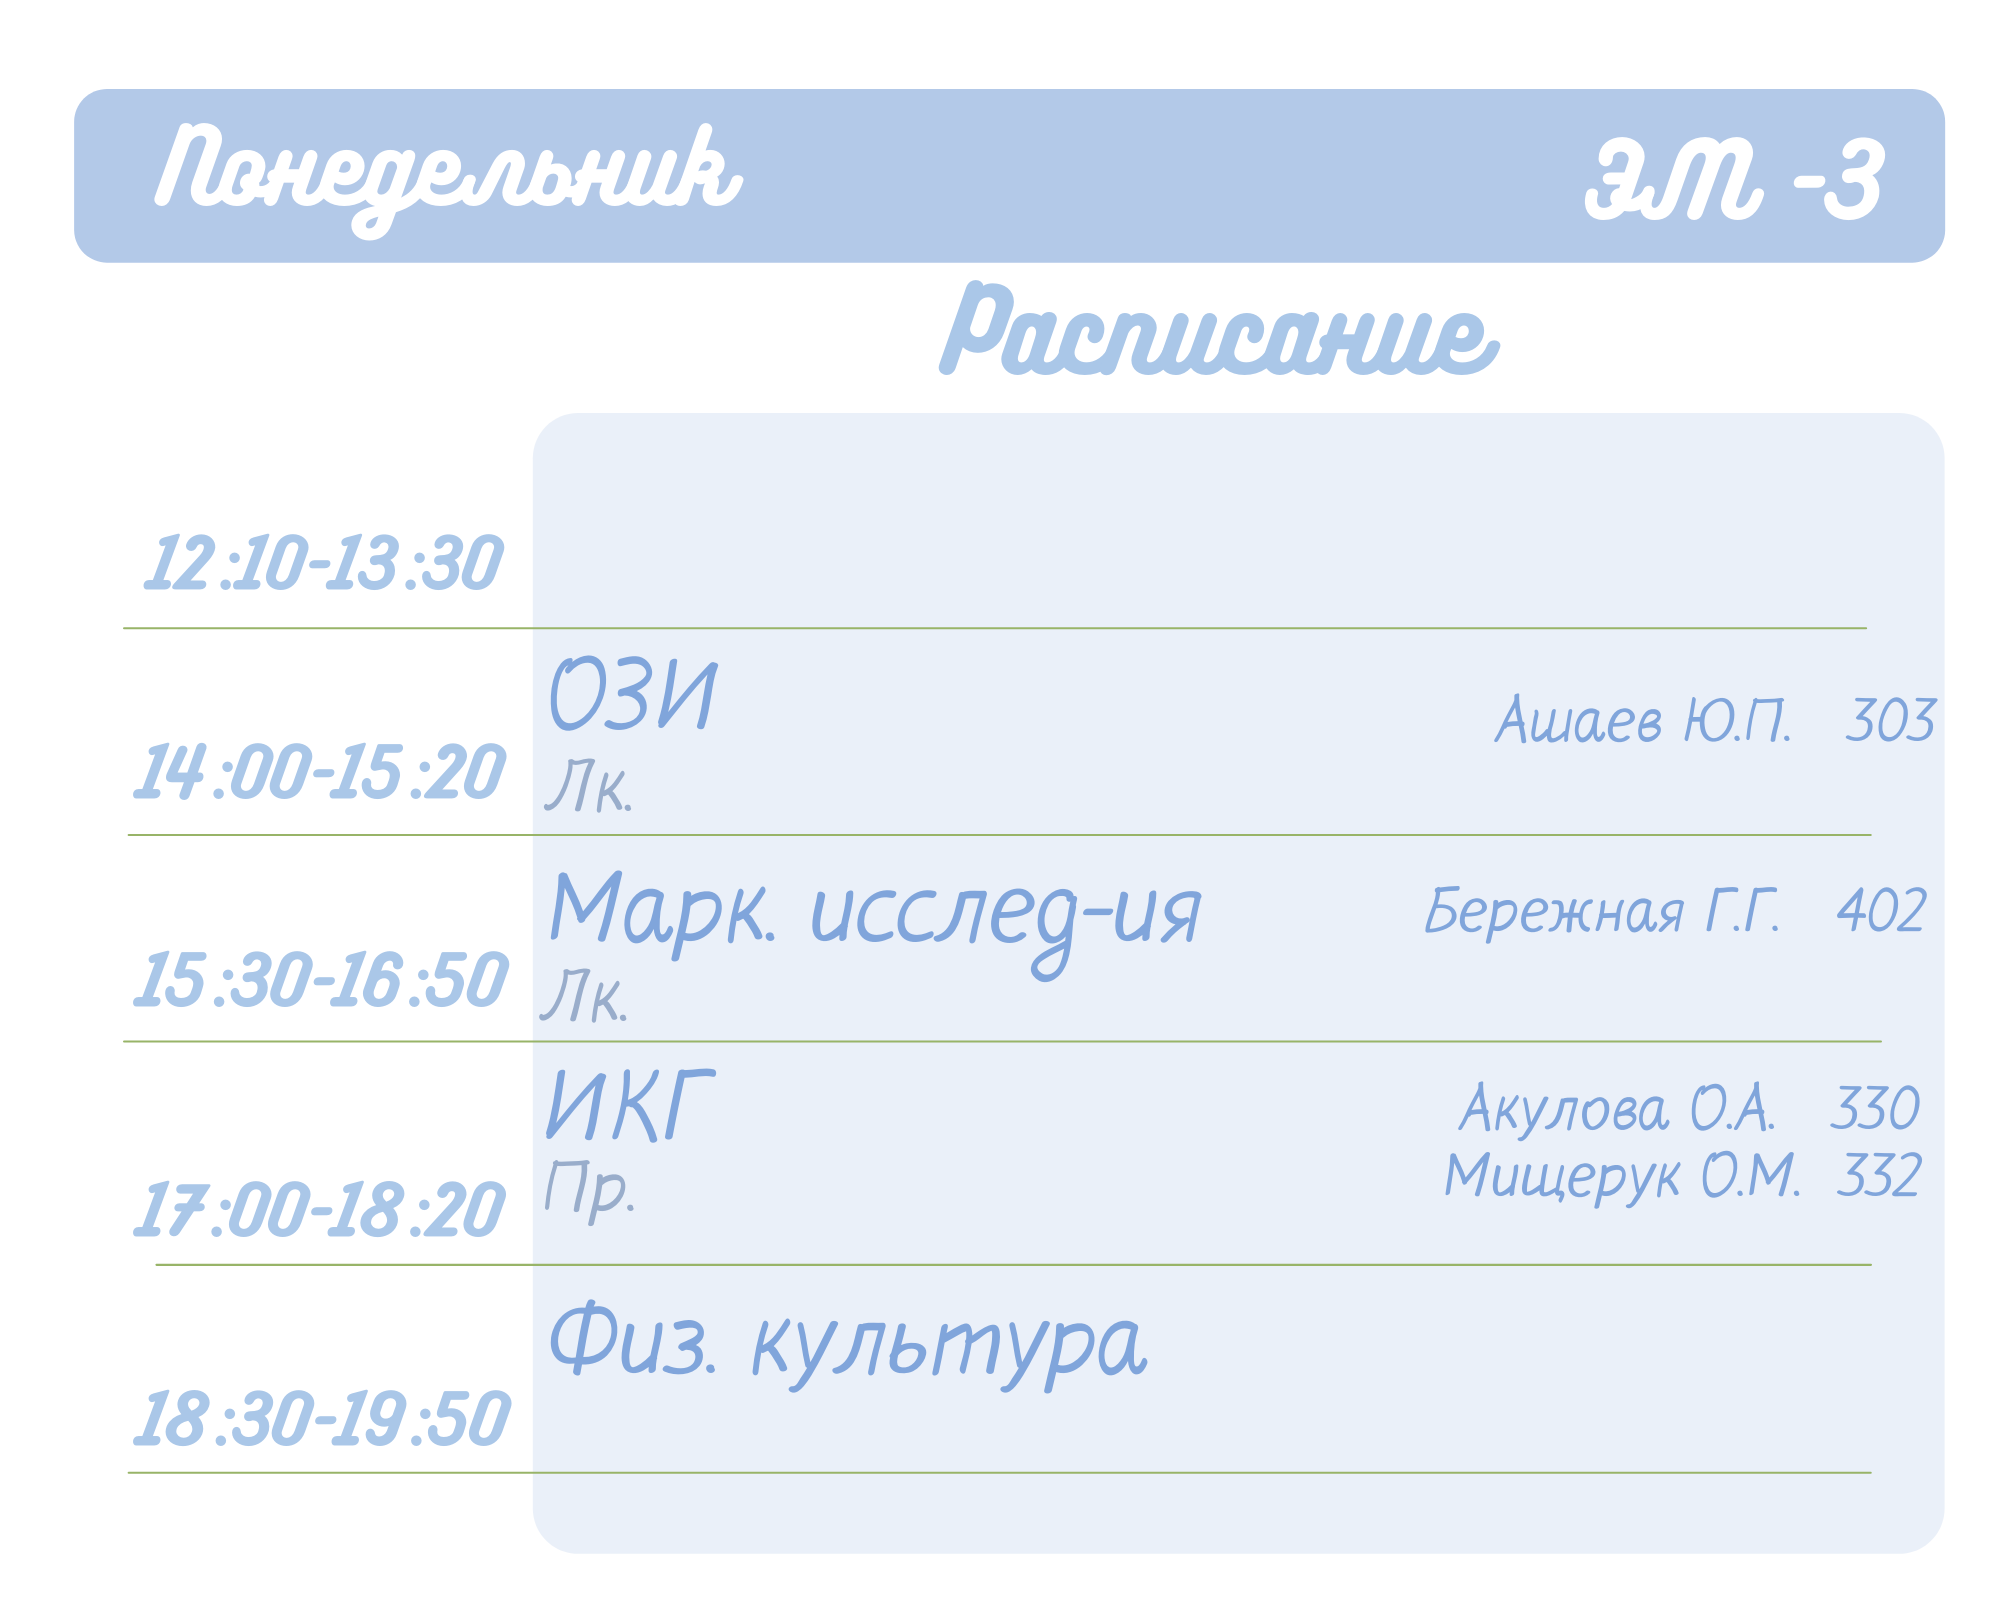 Понедельник ЭМ -3
Расписание
12:10-13:30
ОЗИ
Ашаев Ю.П. 303
14:00-15:20
Лк.
Марк. исслед-ия
Бережная Г.Г. 402
15:30-16:50
Лк.
ИКГ
Акулова О.А. 330
Мищерук О.М. 332
17:00-18:20
Пр.
Физ. культура
18:30-19:50